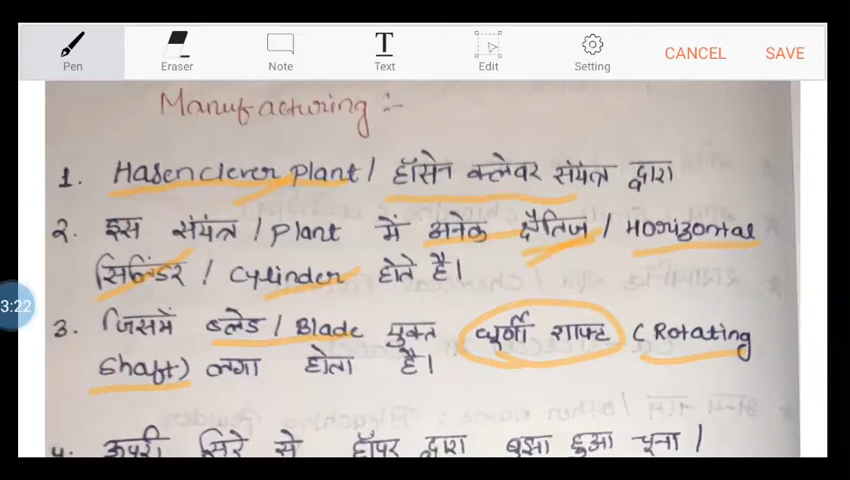 Pen
Eraser
Note
Text
Edit
Setting
CANCEL
SAVE
Manufacturing :-
1. Hasenclever plant / हॉसेन क्लेवर संयंत्र द्वारा
2. इस संयंत्र / plant में अनेक क्षैतिज / Horizontal
सिलिंडर / cylinder होते है।
3:22
3. जिसमें ब्लेड / Blade युक्त घूर्णी शाफ्ट ( Rotating
shaft) लगा होता है।
4. ऊपरी सिरे से हॉपर द्वारा बुझा हुआ चूना /